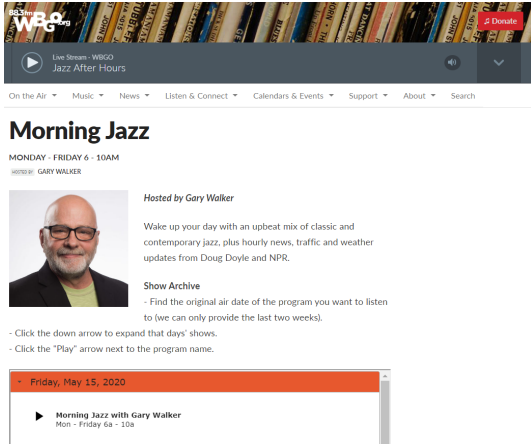 88.3fm
WBGO.org
Donate
Live Stream - WBGO
Jazz After Hours
On the Air Music News Listen & Connect Calendars & Events Support About Search
Morning Jazz
MONDAY - FRIDAY 6 - 10AM
HOSTED BY GARY WALKER
Hosted by Gary Walker
Wake up your day with an upbeat mix of classic and
contemporary jazz, plus hourly news, traffic and weather
updates from Doug Doyle and NPR.
Show Archive
- Find the original air date of the program you want to listen
to (we can only provide the last two weeks).
- Click the down arrow to expand that days' shows.
- Click the "Play" arrow next to the program name.
Friday, May 15, 2020
Morning Jazz with Gary Walker
Mon - Friday 6a - 10a